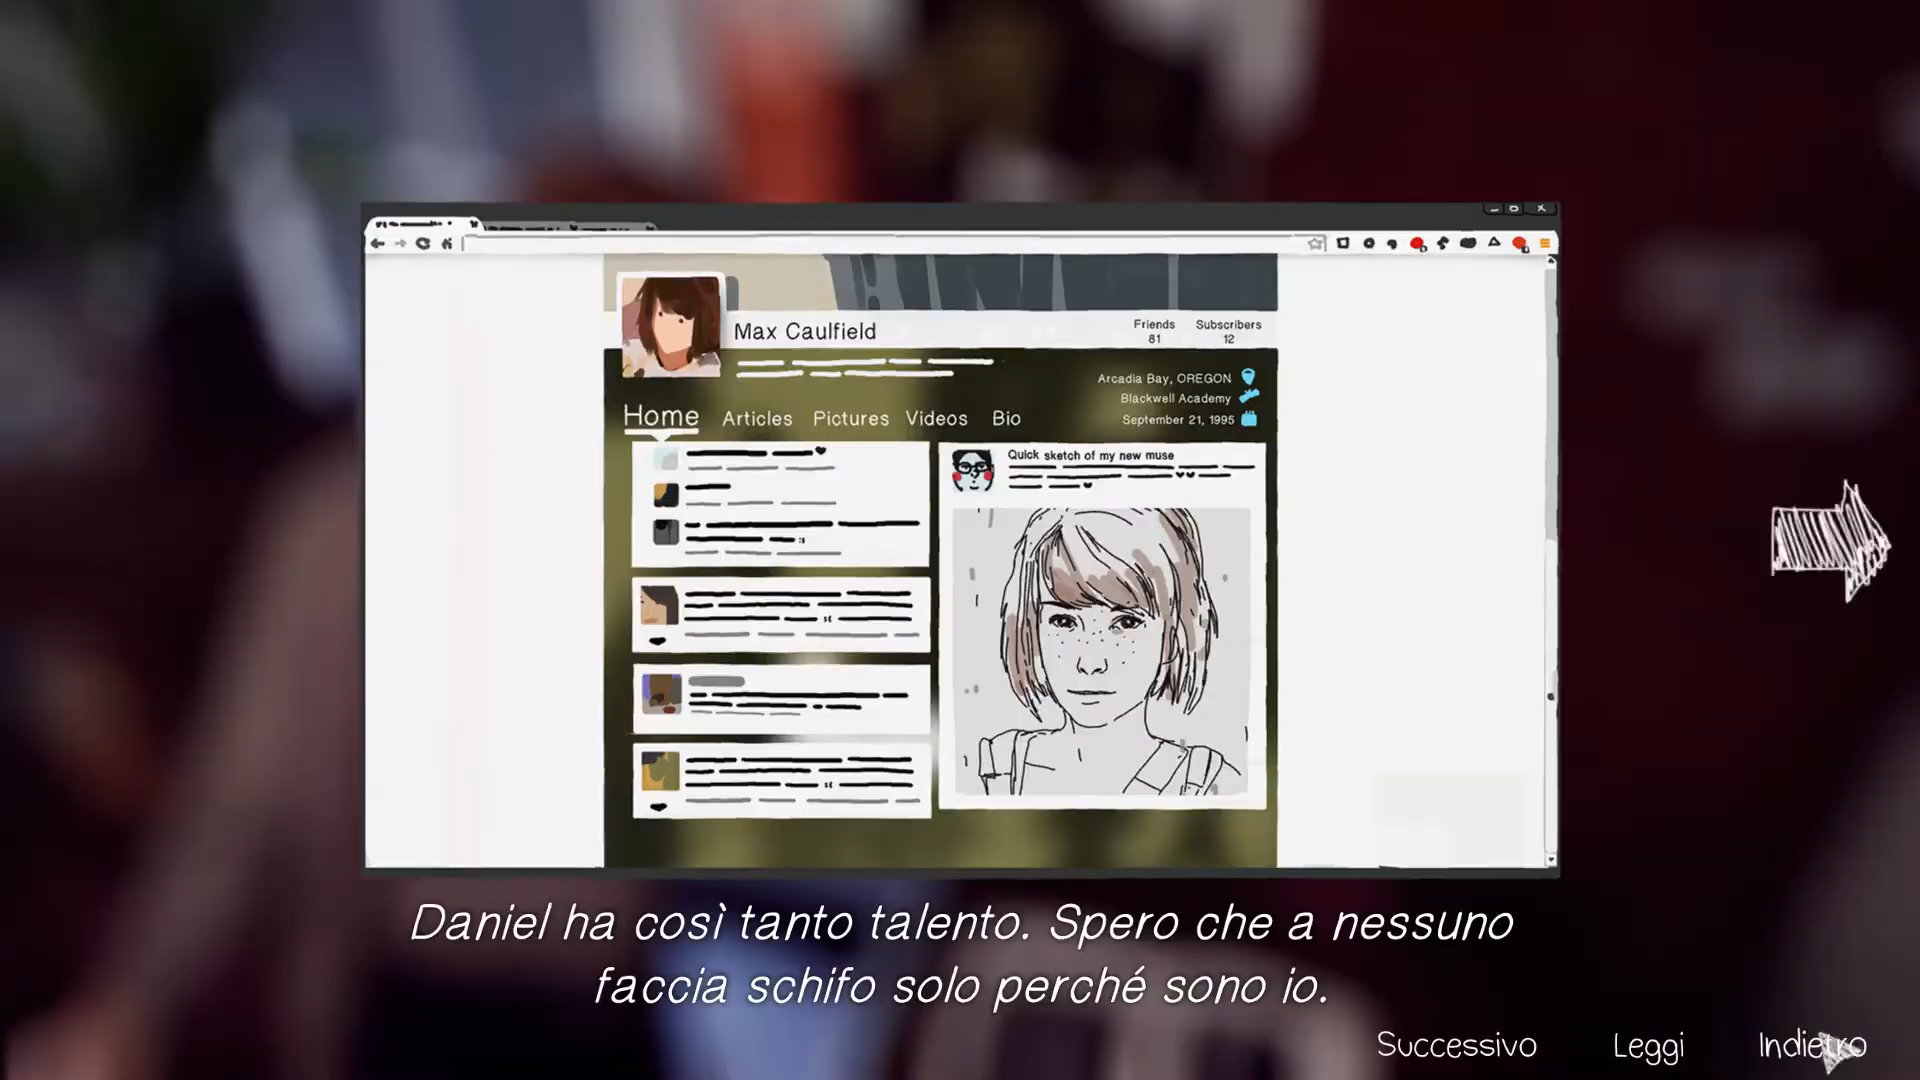 Max Caulfield
Friends
81
Subscribers
12
Arcadia Bay, OREGON
Blackwell Academy
September 21, 1995
Home Articles Pictures Videos Bio
Quick sketch of my new muse
Daniel ha così tanto talento. Spero che a nessuno
faccia schifo solo perché sono io.
Successivo Leggi Indietro